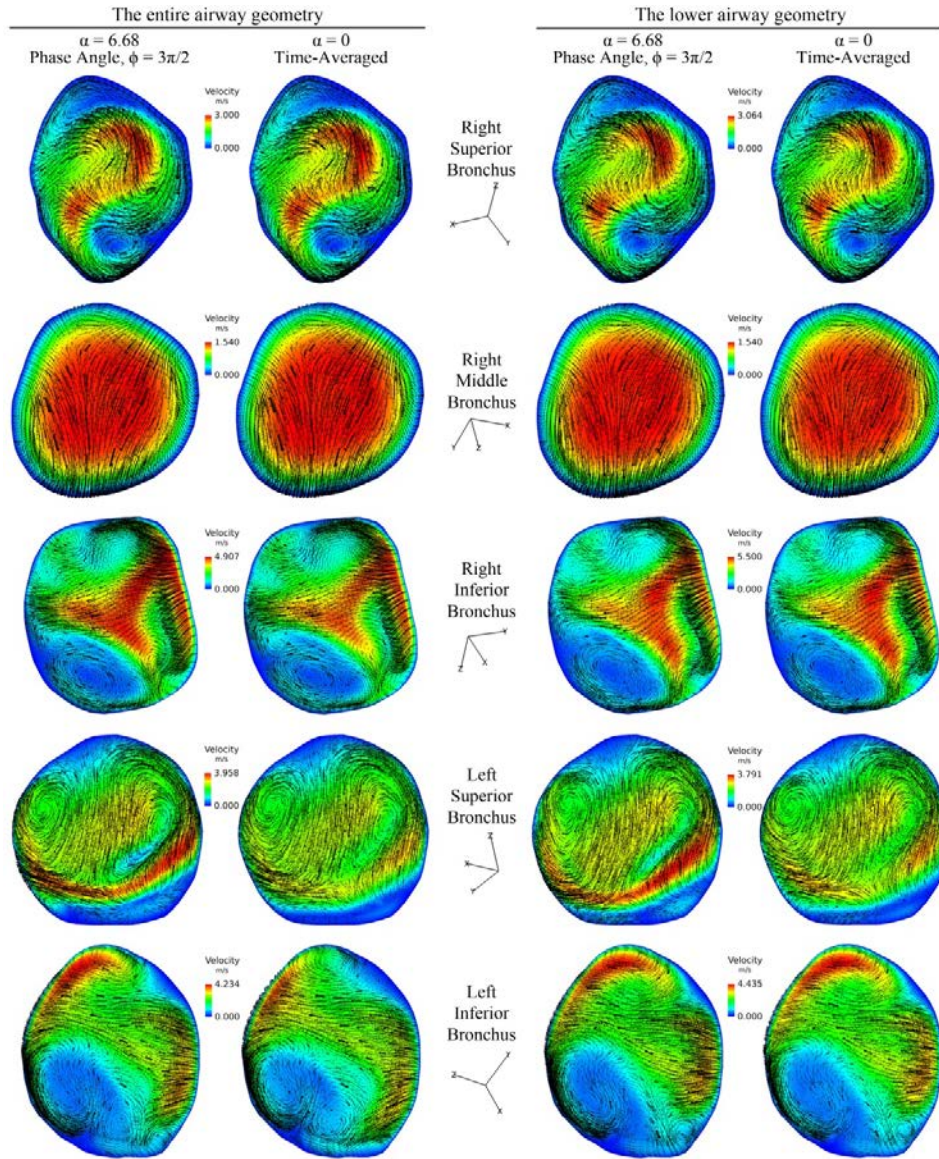 The entire airway geometry
The lower airway geometry
α = 6.68
Phase Angle, ϕ = 3π/2
α = 0
Time-Averaged
α = 6.68
Phase Angle, ϕ = 3π/2
α = 0
Time-Averaged
Velocity
m/s
3.000
0.000
Right
Superior
Bronchus
Z
X
Y
Velocity
m/s
3.064
0.000
Velocity
m/s
1.540
0.000
Right
Middle
Bronchus
X
Y
Z
Velocity
m/s
1.540
0.000
Velocity
m/s
4.907
0.000
Right
Inferior
Bronchus
Y
Z
X
Velocity
m/s
5.500
0.000
Velocity
m/s
3.958
0.000
Left
Superior
Bronchus
Z
X
Y
Velocity
m/s
3.791
0.000
Velocity
m/s
4.234
0.000
Left
Inferior
Bronchus
Y
Z
X
Velocity
m/s
4.435
0.000